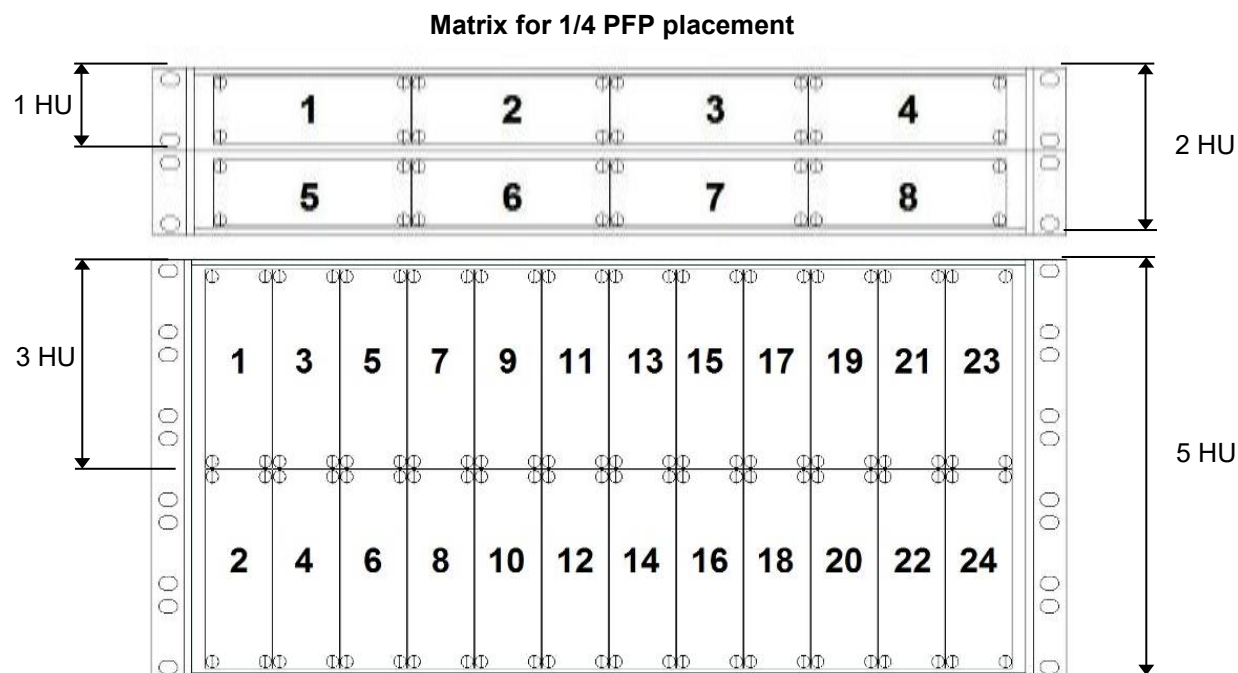 Matrix for 1/4 PFP placement
1 HU
1 2 3 4
2 HU
5 6 7 8
3 HU
1 3 5 7 9 11 13 15 17 19 21 23
5 HU
2 4 6 8 10 12 14 16 18 20 22 24